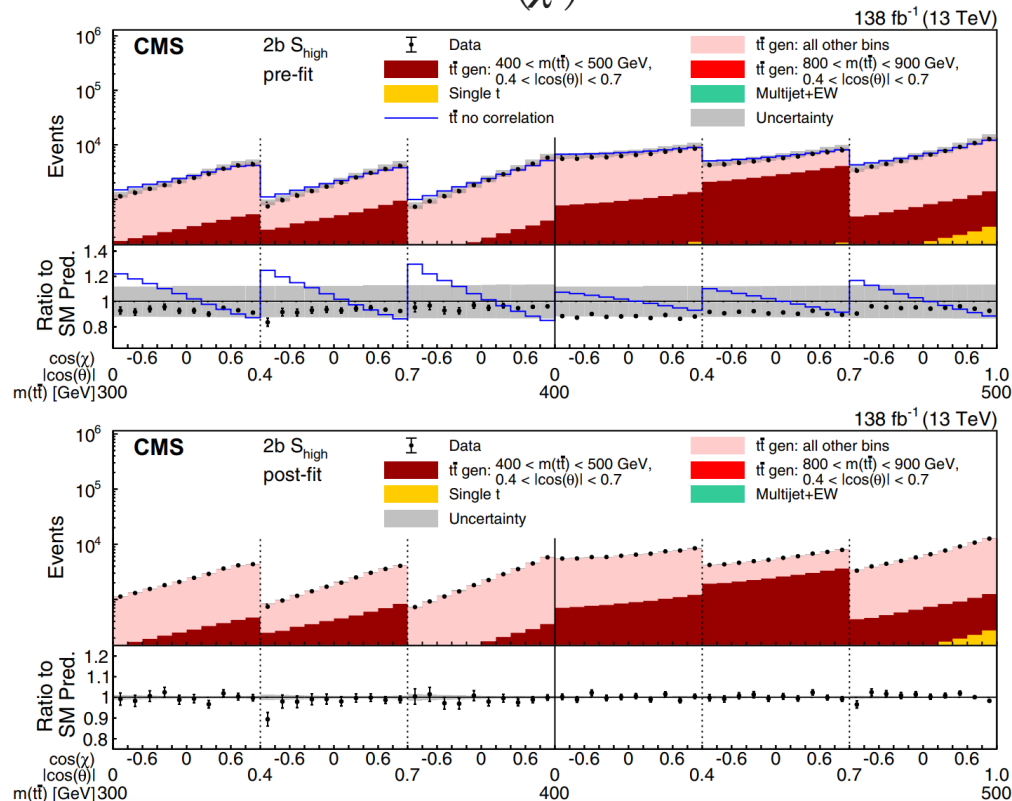 (χ )
138 fb⁻¹ (13 TeV)
CMS
2b S_high
pre-fit
Data
tt̄ gen: 400 < m(tt̄) < 500 GeV,
0.4 < |cos(θ)| < 0.7
Single t
tt̄ no correlation
tt̄ gen: all other bins
tt̄ gen: 800 < m(tt̄) < 900 GeV,
0.4 < |cos(θ)| < 0.7
Multijet+EW
Uncertainty
Events
10⁶
10⁵
10⁴
Ratio to
SM Pred.
1.4
1.2
1
0.8
cos(χ) -0.6 0 0.6 -0.6 0 0.6 -0.6 0 0.6 -0.6 0 0.6 -0.6 0 0.6 -0.6 0 0.6
|cos(θ)| 0 0.4 0.7 0 0.4 0.7 1.0
m(tt̄) [GeV] 300 400 500
138 fb⁻¹ (13 TeV)
CMS
2b S_high
post-fit
Data
tt̄ gen: 400 < m(tt̄) < 500 GeV,
0.4 < |cos(θ)| < 0.7
Single t
Uncertainty
tt̄ gen: all other bins
tt̄ gen: 800 < m(tt̄) < 900 GeV,
0.4 < |cos(θ)| < 0.7
Multijet+EW
Events
10⁶
10⁵
10⁴
Ratio to
SM Pred.
1.2
1.1
1
0.9
0.8
cos(χ) -0.6 0 0.6 -0.6 0 0.6 -0.6 0 0.6 -0.6 0 0.6 -0.6 0 0.6 -0.6 0 0.6
|cos(θ)| 0 0.4 0.7 0 0.4 0.7 1.0
m(tt̄) [GeV] 300 400 500